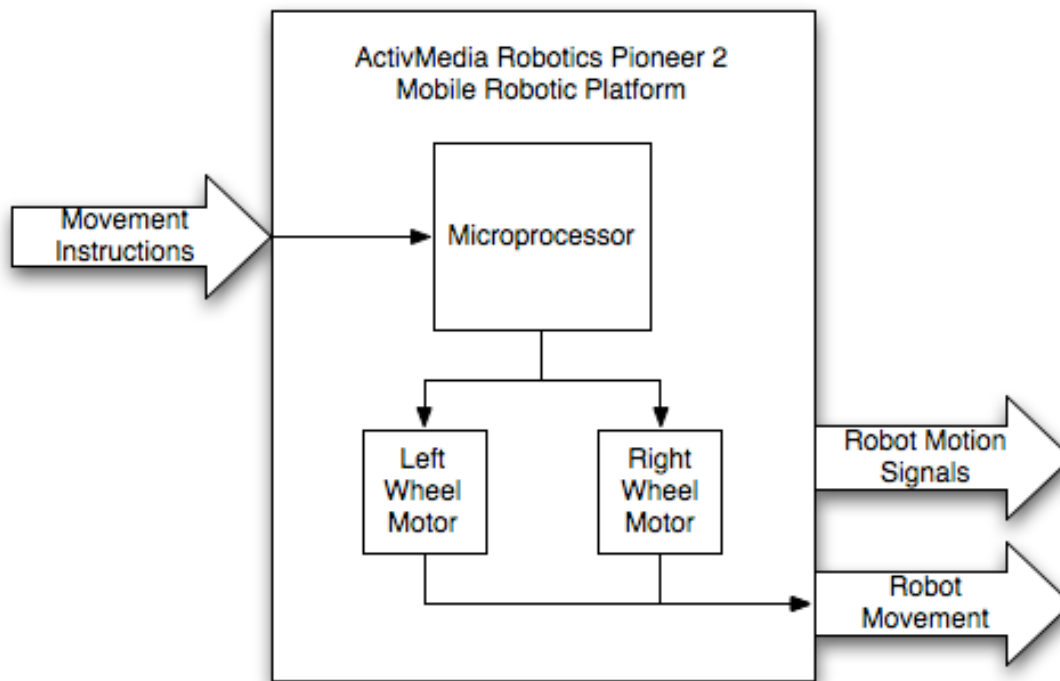 ActivMedia Robotics Pioneer 2
Mobile Robotic Platform
Movement
Instructions
Microprocessor
Left
Wheel
Motor
Right
Wheel
Motor
Robot Motion
Signals
Robot
Movement